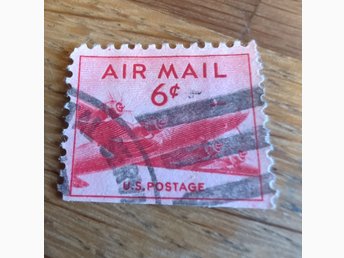 AIR MAIL
6¢
U.S. POSTAGE